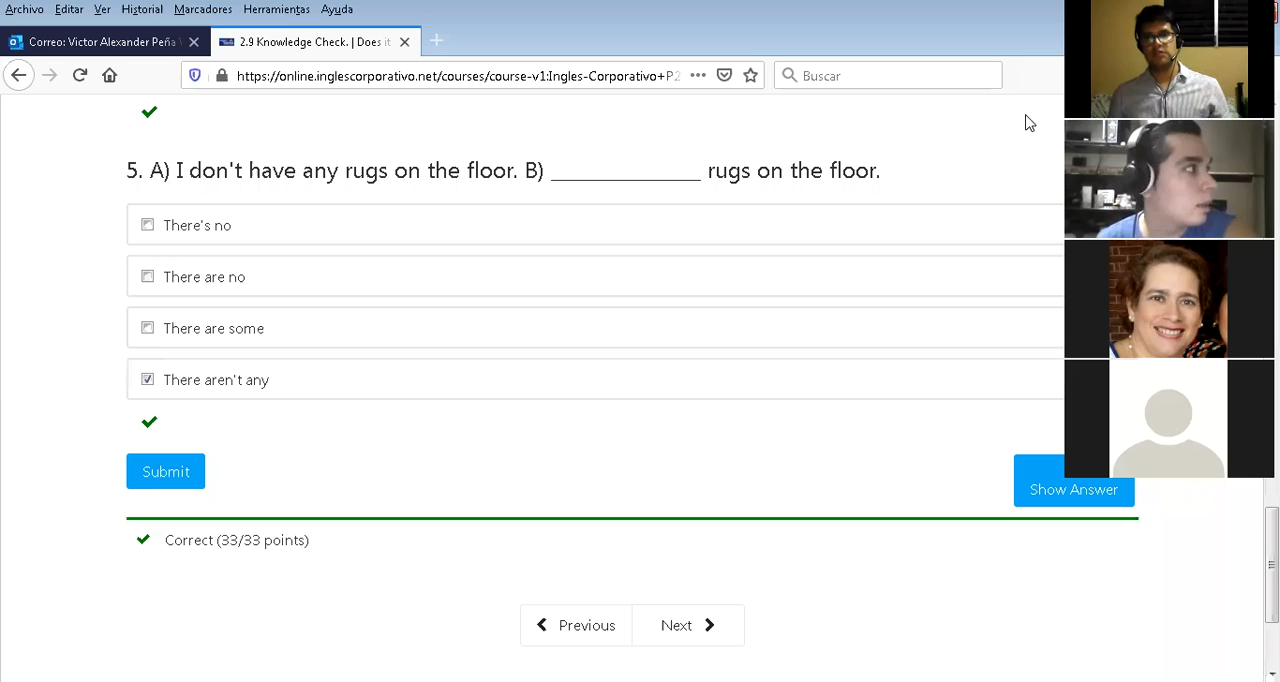 Archivo Editar Ver Historial Marcadores Herramientas Ayuda
Correo: Victor Alexander Peña
2.9 Knowledge Check. | Does it
https://online.inglescorporativo.net/courses/course-v1:Ingles-Corporativo+P2
Buscar
5. A) I don't have any rugs on the floor. B) ______________ rugs on the floor.
There's no
There are no
There are some
There aren't any
Submit
Show Answer
Correct (33/33 points)
Previous
Next